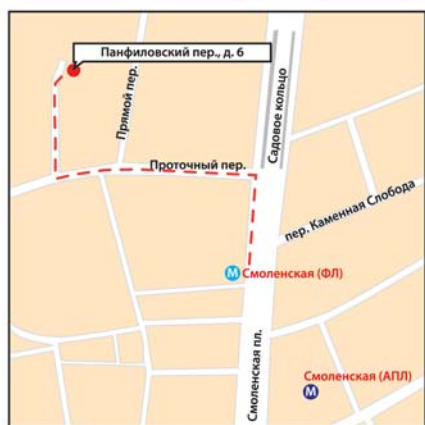 Панфиловский пер., д. 6
Прямой пер.
Садовое кольцо
Проточный пер.
пер. Каменная Слобода
М Смоленская (ФЛ)
Смоленская пл.
Смоленская (АПЛ)
М